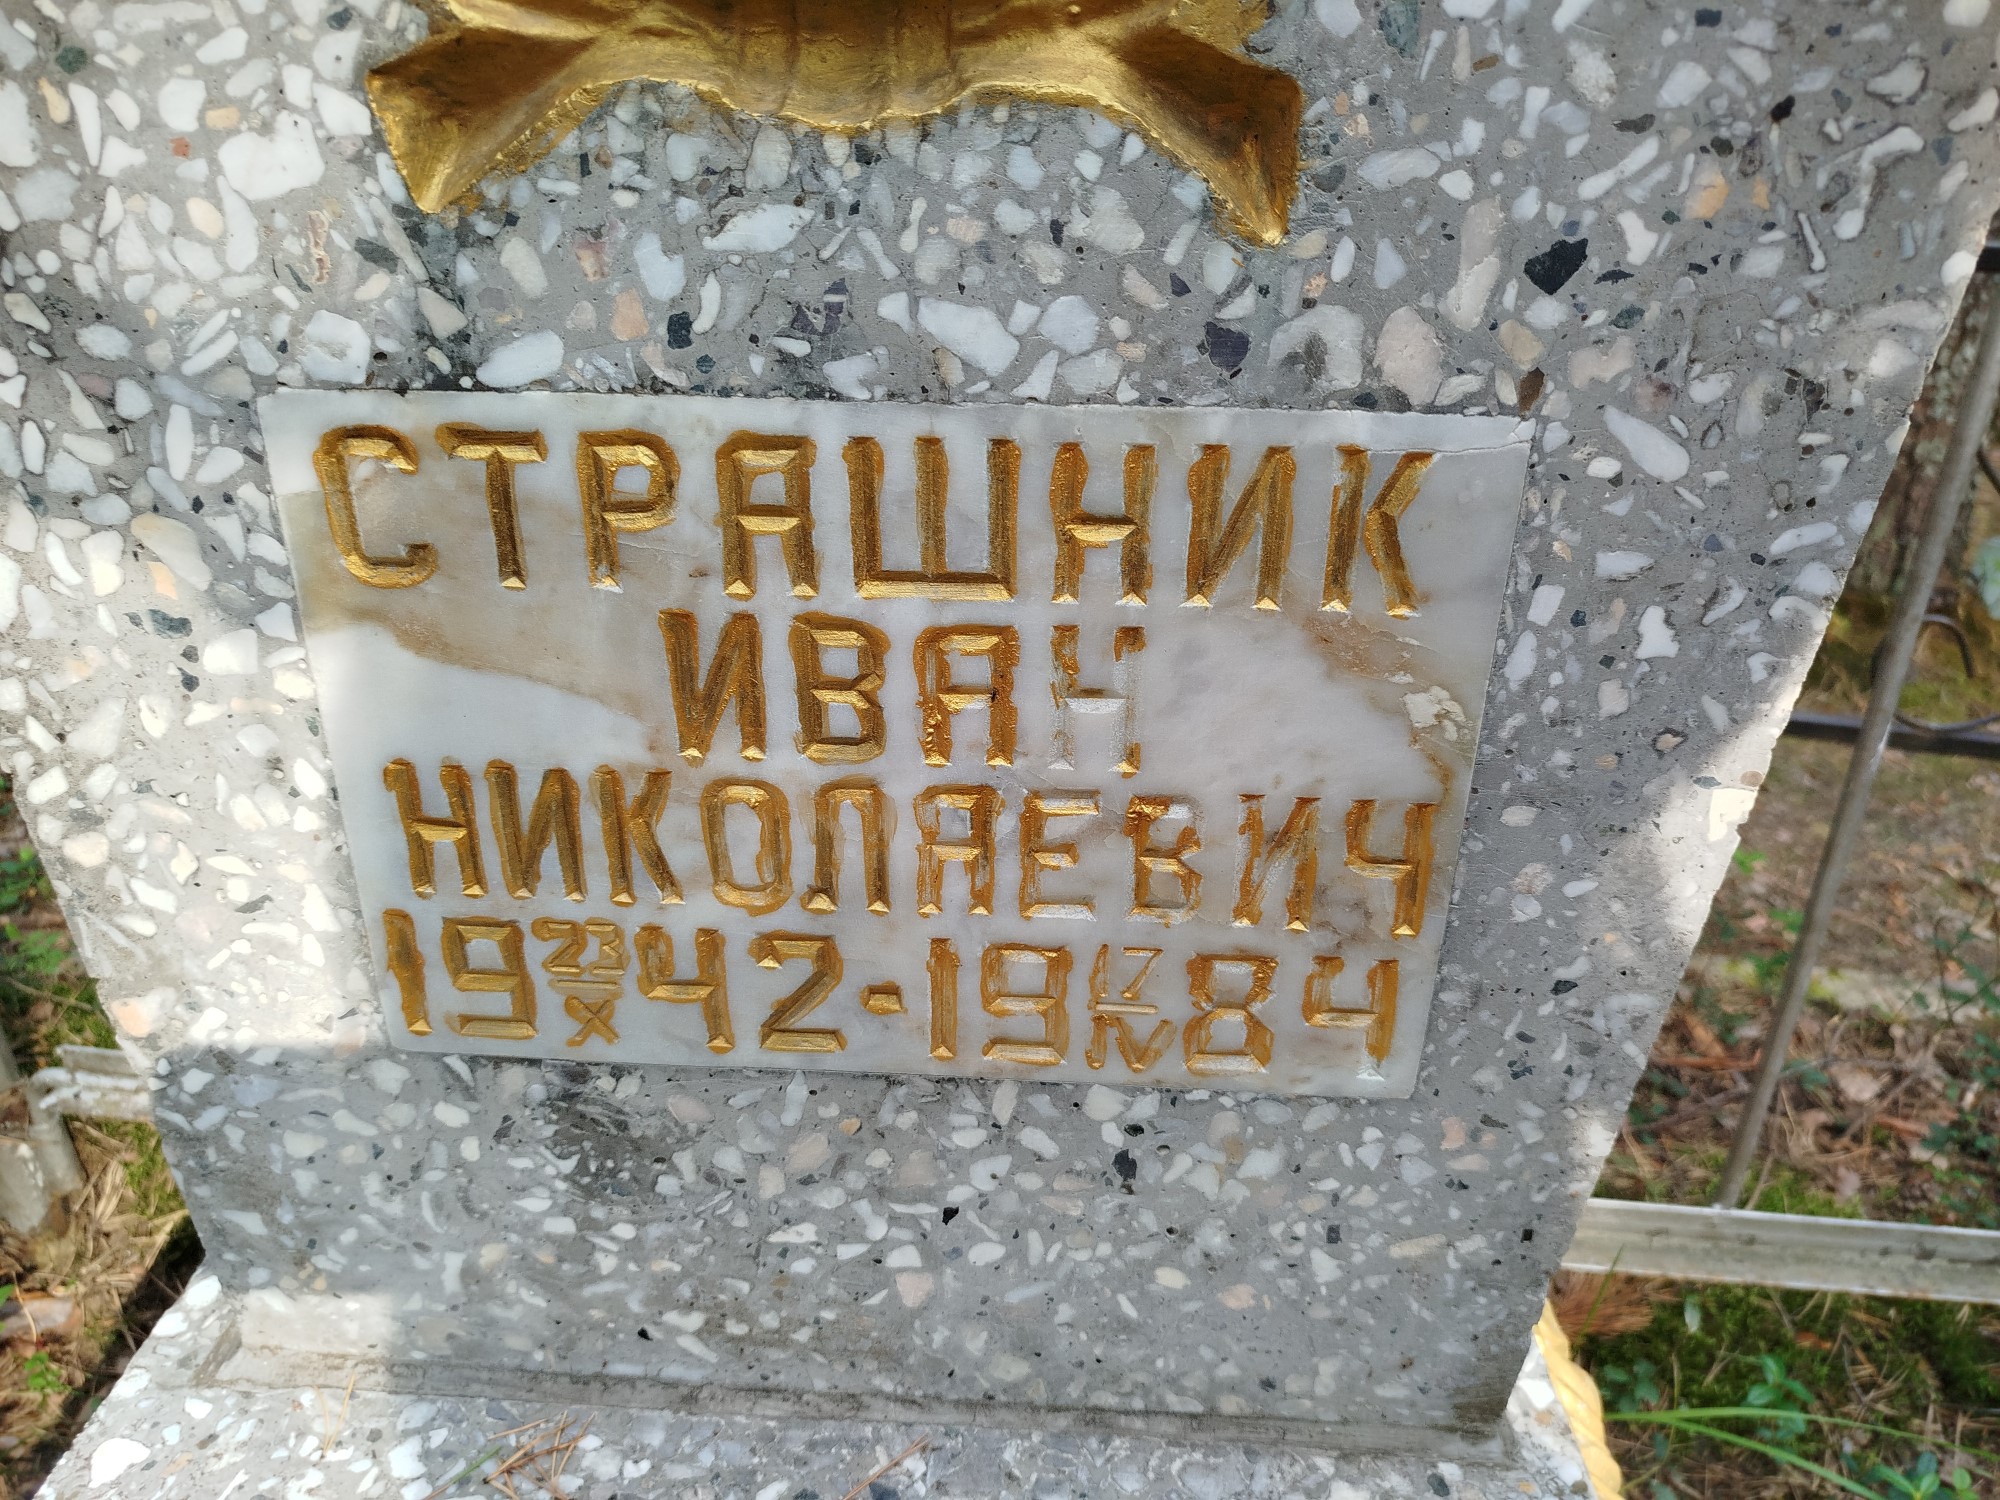 СТРАШНИК
ИВАН
НИКОЛАЕВИЧ
19 23/X 42 - 19 17/IV 84